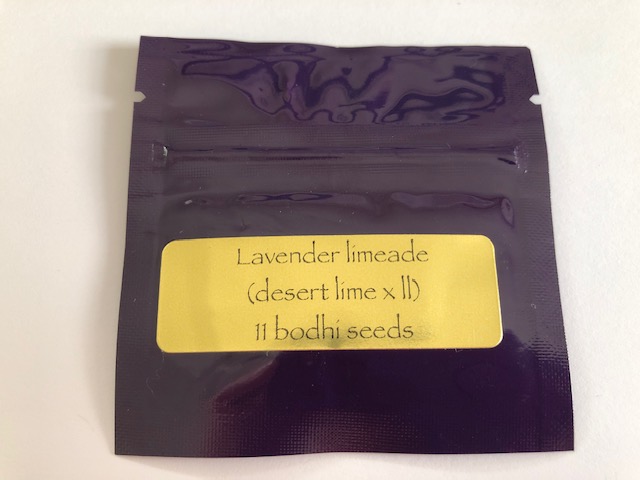 Lavender limeade
(desert lime x ll)
11 bodhi seeds